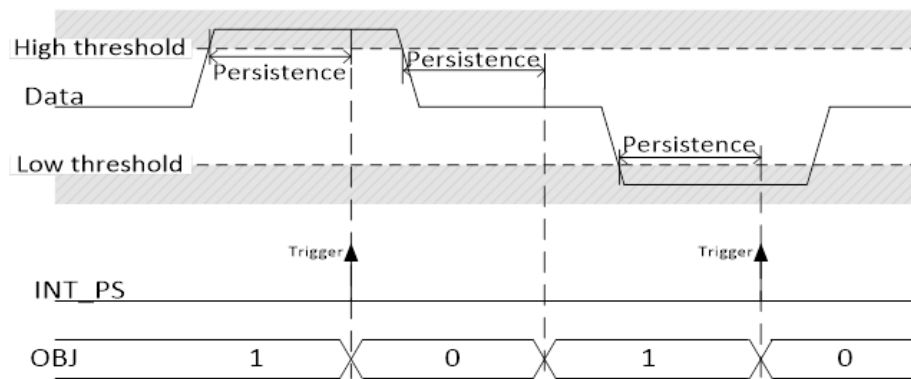 High threshold
Persistence
Persistence
Data
Persistence
Low threshold
Trigger
Trigger
INT_PS
OBJ 1 0 1 0